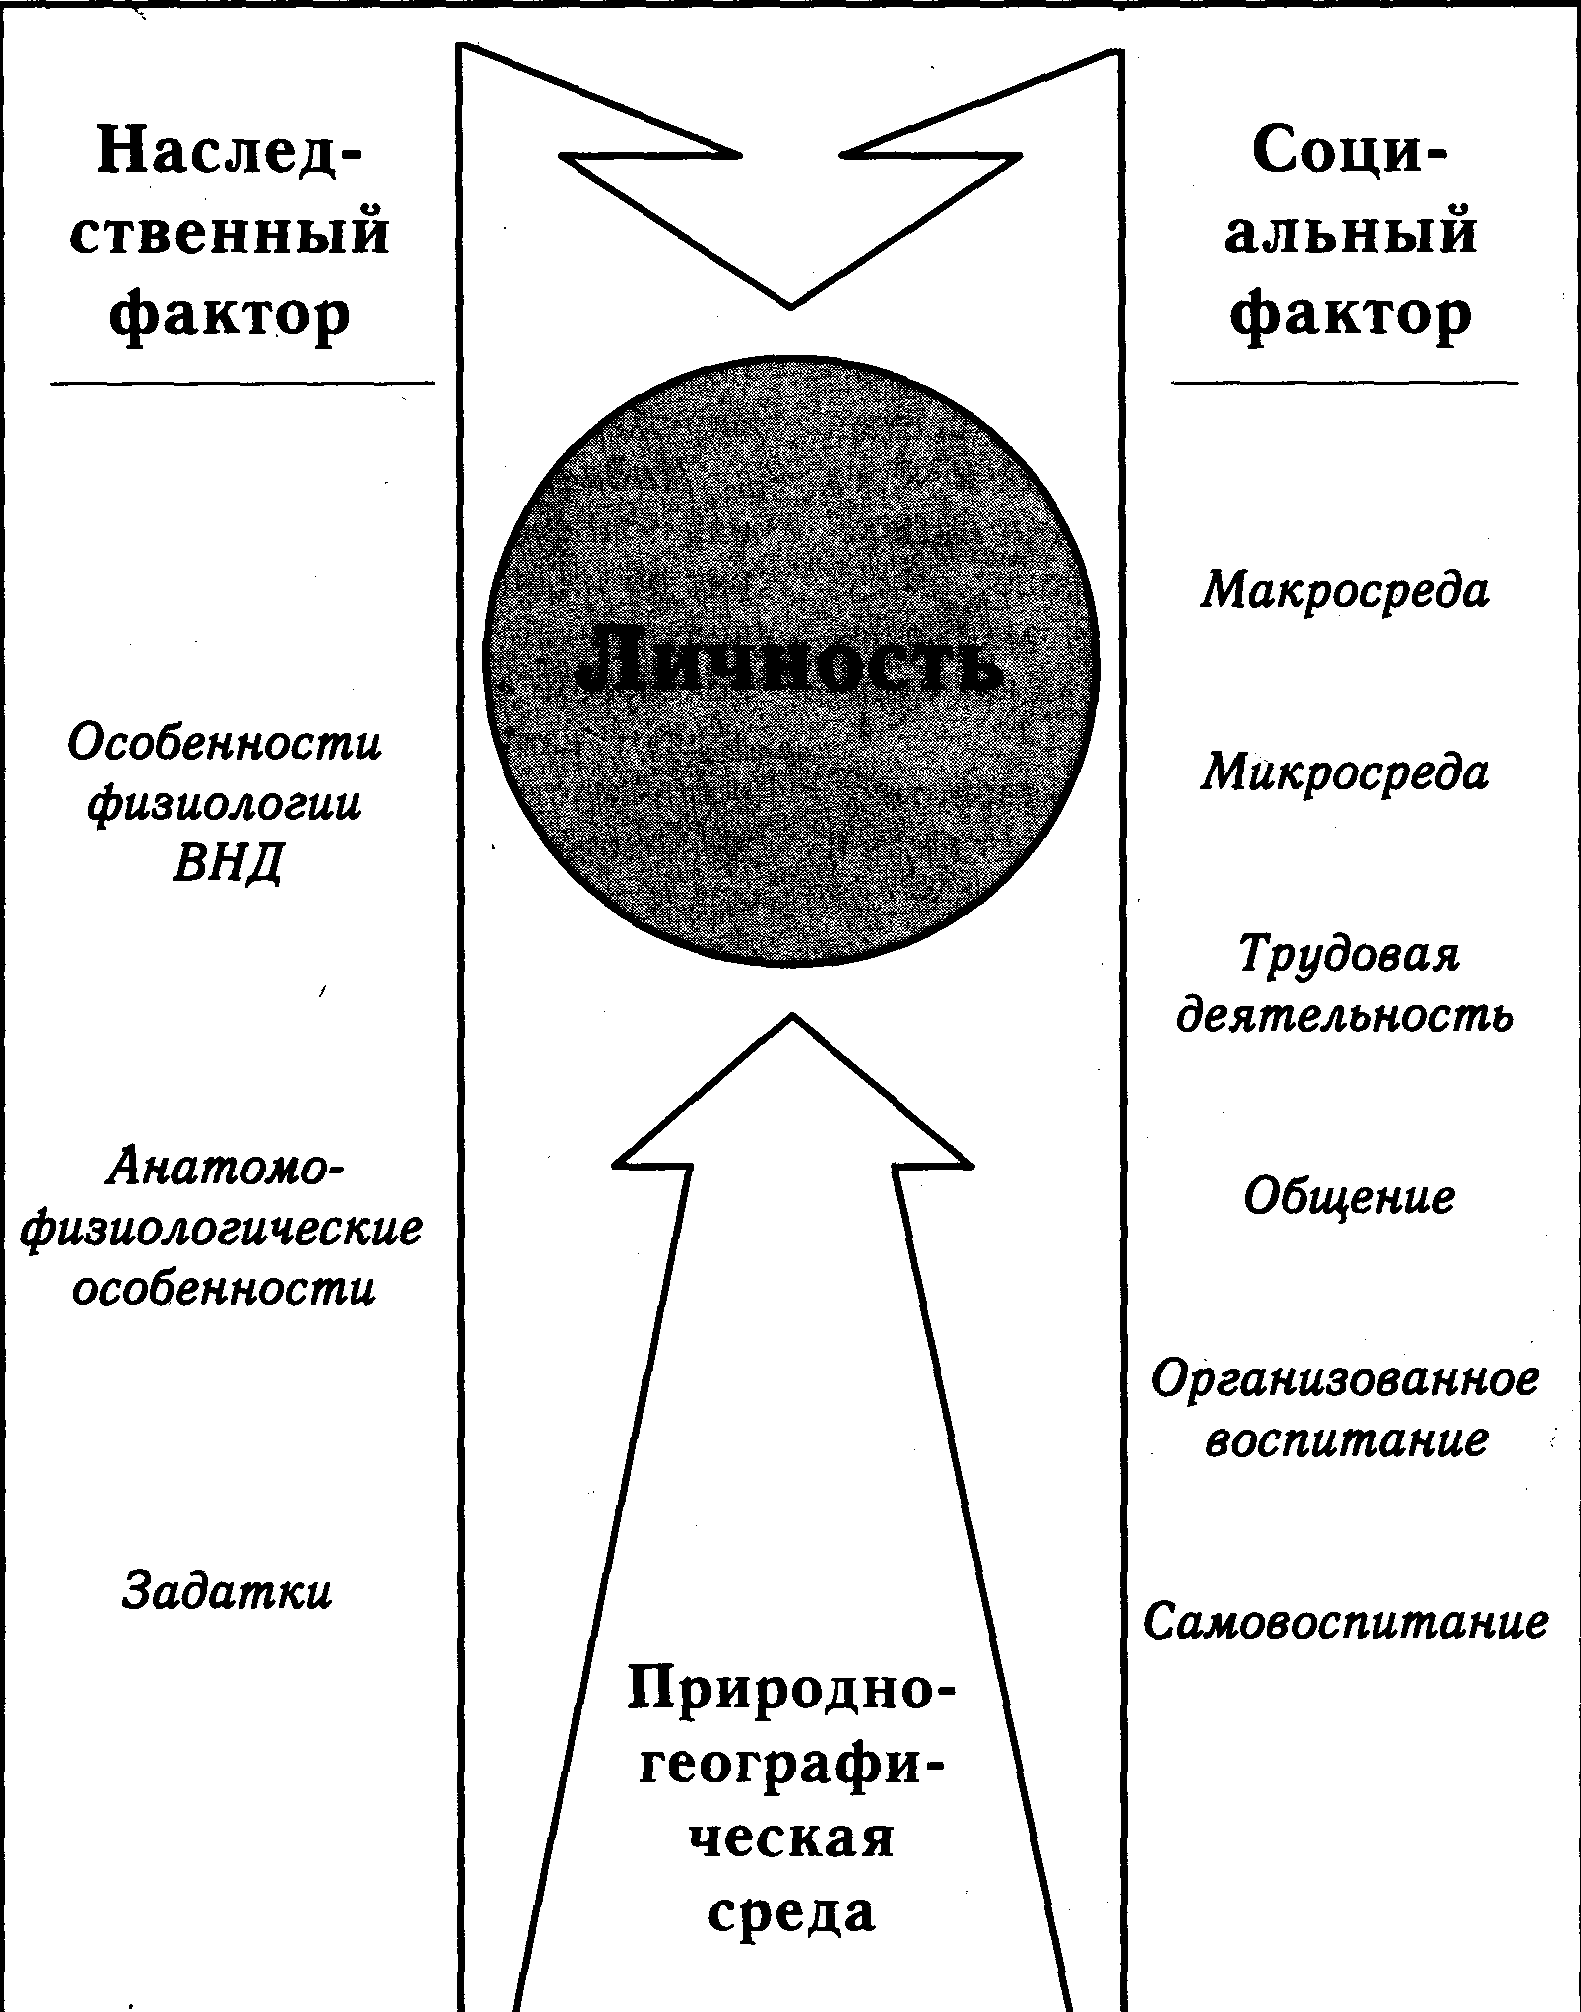 Наслед-
ственный
фактор
Особенности
физиологии
ВНД
Анатомо-
физиологические
особенности
Задатки
Личность
Природно-
географи-
ческая
среда
Соци-
альный
фактор
Макросреда
Микросреда
Трудовая
деятельность
Общение
Организованное
воспитание
Самовоспитание